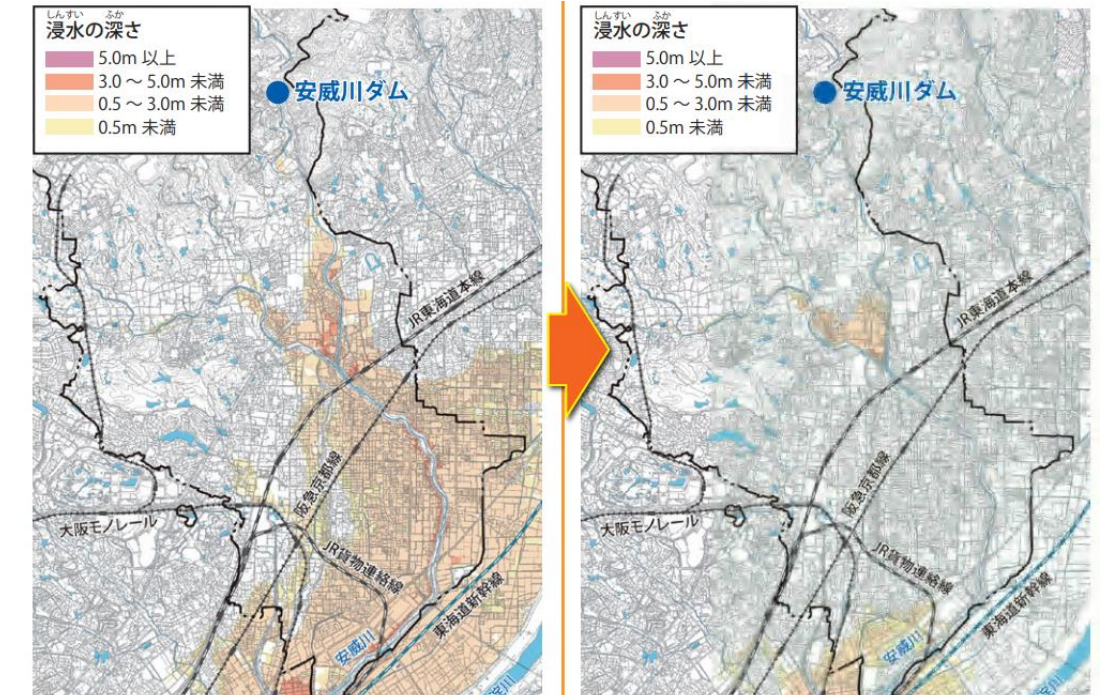 しんすい ふか
浸水の深さ
5.0m 以上
3.0 ～ 5.0m 未満
0.5 ～ 3.0m 未満
0.5m 未満
安威川ダム
JR東海道本線
阪急京都線
大阪モノレール
JR貨物連絡線
東海道新幹線
安威川
淀川
しんすい ふか
浸水の深さ
5.0m 以上
3.0 ～ 5.0m 未満
0.5 ～ 3.0m 未満
0.5m 未満
安威川ダム
JR東海道本線
阪急京都線
大阪モノレール
JR貨物連絡線
東海道新幹線
安威川
淀川